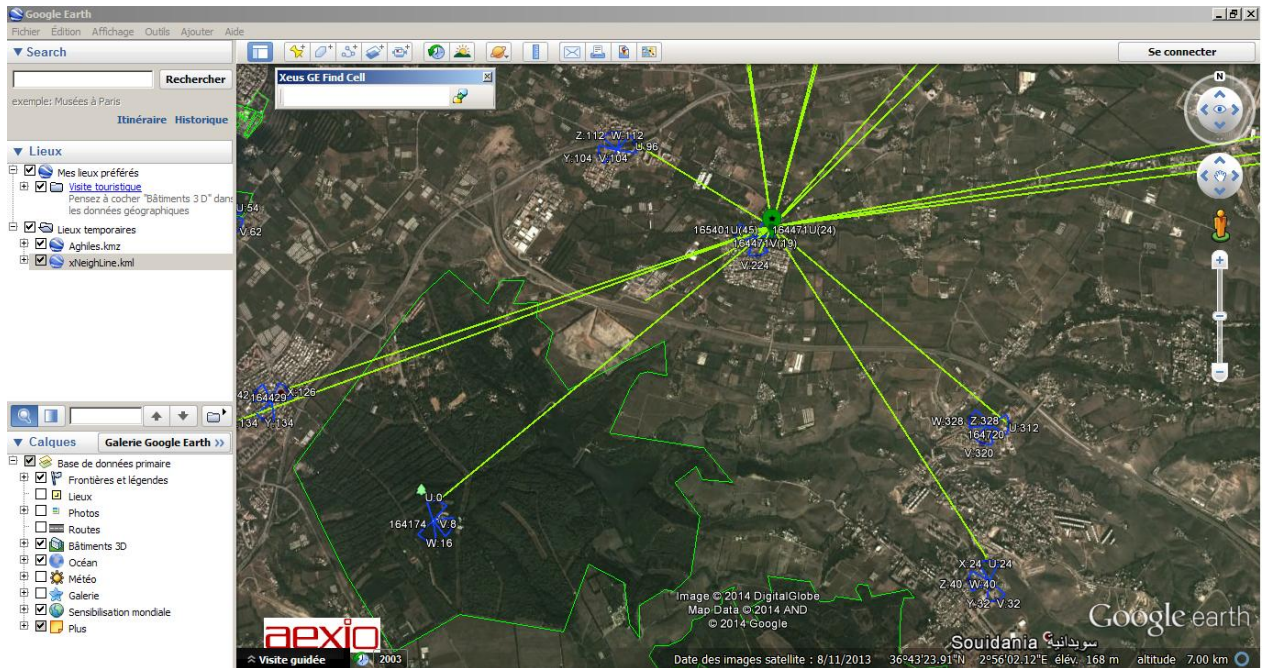 Google Earth
Fichier Édition Affichage Outils Ajouter Aide
Search
Se connecter
Rechercher
exemple: Musées à Paris
Itinéraire Historique
Xeus GE Find Cell
Lieux
Mes lieux préférés
Visite touristique
Pensez à cocher "Bâtiments 3D" dans
les données géographiques
Lieux temporaires
Aghiles.kmz
xNeighLine.kml
Calques
Galerie Google Earth >>
Base de données primaire
Frontières et légendes
Lieux
Photos
Routes
Bâtiments 3D
Océan
Météo
Galerie
Sensibilisation mondiale
Plus
N
Z:112 W:112
U:96
Y:104 V:104
U:54
V:62
165401U(45) 164471U(24)
164471V(19)
V:224
164429 X:126
Y:134
W:328 Z:328
U:312
164720
V:320
U:0
164174 V:8
W:16
X:24 U:24
Z:40 W:40
Y:32 V:32
Image © 2014 DigitalGlobe
Map Data © 2014 AND
© 2014 Google
Google earth
Souidania سويدانية
aexio
Visite guidée
2003
Date des images satellite : 8/11/2013 36°43'23.91"N 2°56'02.12"E élév. 168 m altitude 7.00 km